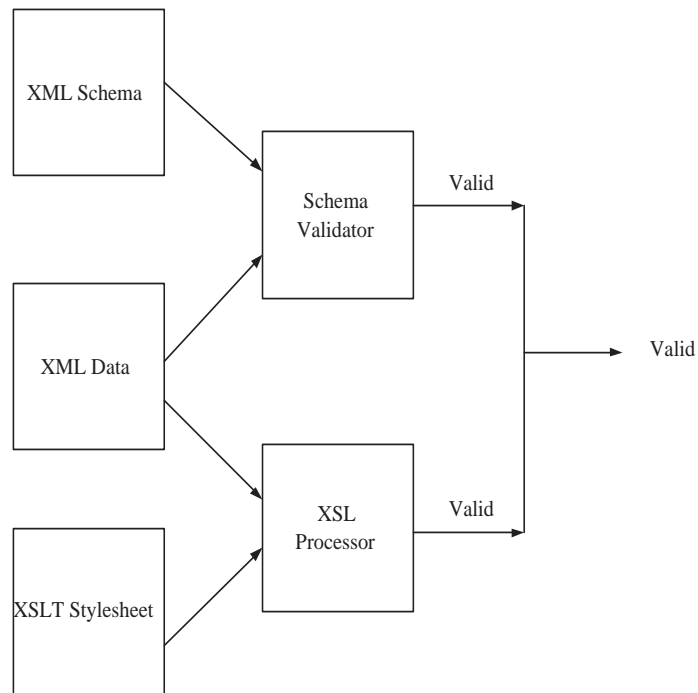 XML Schema
Schema
Validator
Valid
XML Data
Valid
XSL
Processor
Valid
XSLT Stylesheet